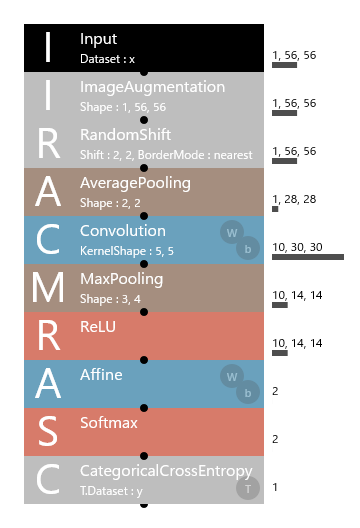 I Input 1, 56, 56
Dataset : x
I ImageAugmentation 1, 56, 56
Shape : 1, 56, 56
R RandomShift 1, 56, 56
Shift : 2, 2, BorderMode : nearest
A AveragePooling 1, 28, 28
Shape : 2, 2
C Convolution W b 10, 30, 30
KernelShape : 5, 5
M MaxPooling 10, 14, 14
Shape : 3, 4
R ReLU 10, 14, 14
A Affine W b 2
S Softmax 2
C CategoricalCrossEntropy 1
T.Dataset : y T